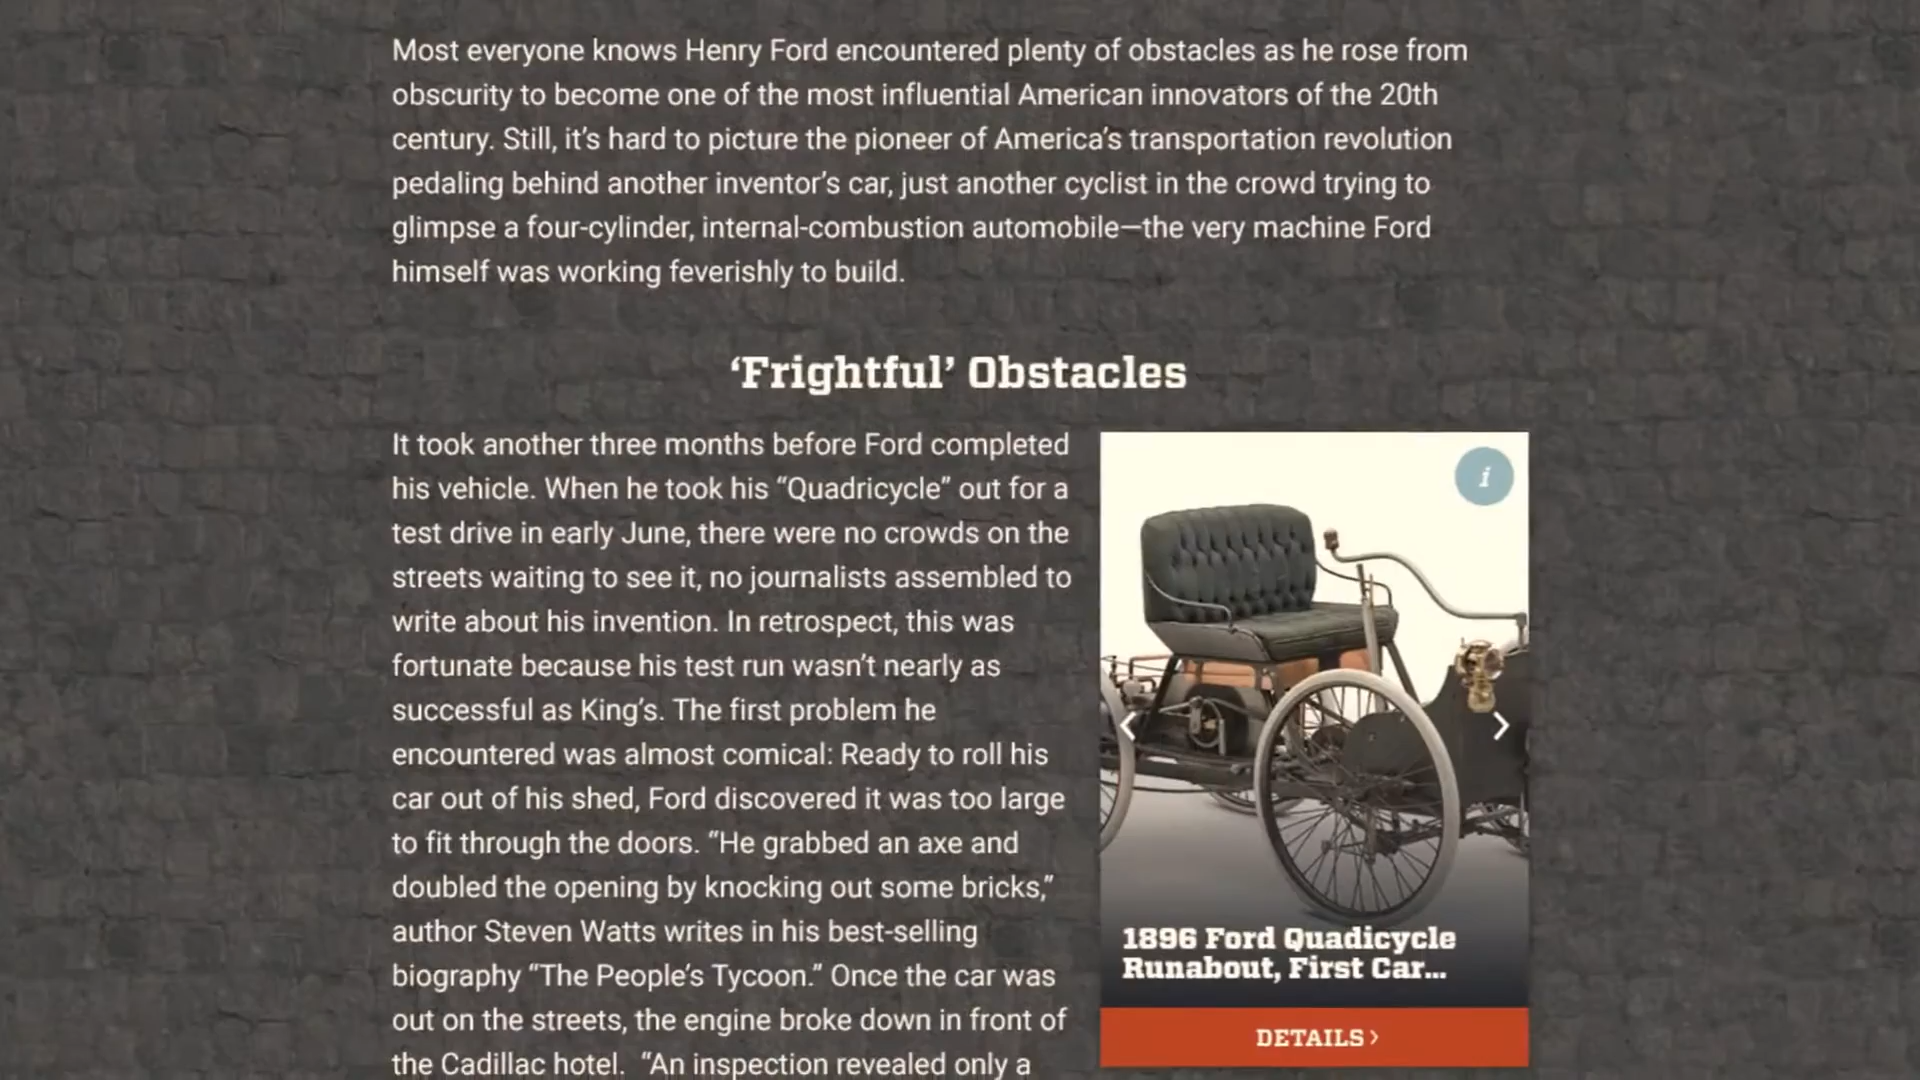 Most everyone knows Henry Ford encountered plenty of obstacles as he rose from
obscurity to become one of the most influential American innovators of the 20th
century. Still, it’s hard to picture the pioneer of America’s transportation revolution
pedaling behind another inventor’s car, just another cyclist in the crowd trying to
glimpse a four-cylinder, internal-combustion automobile—the very machine Ford
himself was working feverishly to build.
‘Frightful’ Obstacles
It took another three months before Ford completed
his vehicle. When he took his “Quadricycle” out for a
test drive in early June, there were no crowds on the
streets waiting to see it, no journalists assembled to
write about his invention. In retrospect, this was
fortunate because his test run wasn’t nearly as
successful as King’s. The first problem he
encountered was almost comical: Ready to roll his
car out of his shed, Ford discovered it was too large
to fit through the doors. “He grabbed an axe and
doubled the opening by knocking out some bricks,”
author Steven Watts writes in his best-selling
biography “The People’s Tycoon.” Once the car was
out on the streets, the engine broke down in front of
the Cadillac hotel. “An inspection revealed only a
i
1896 Ford Quadicycle
Runabout, First Car...
DETAILS >